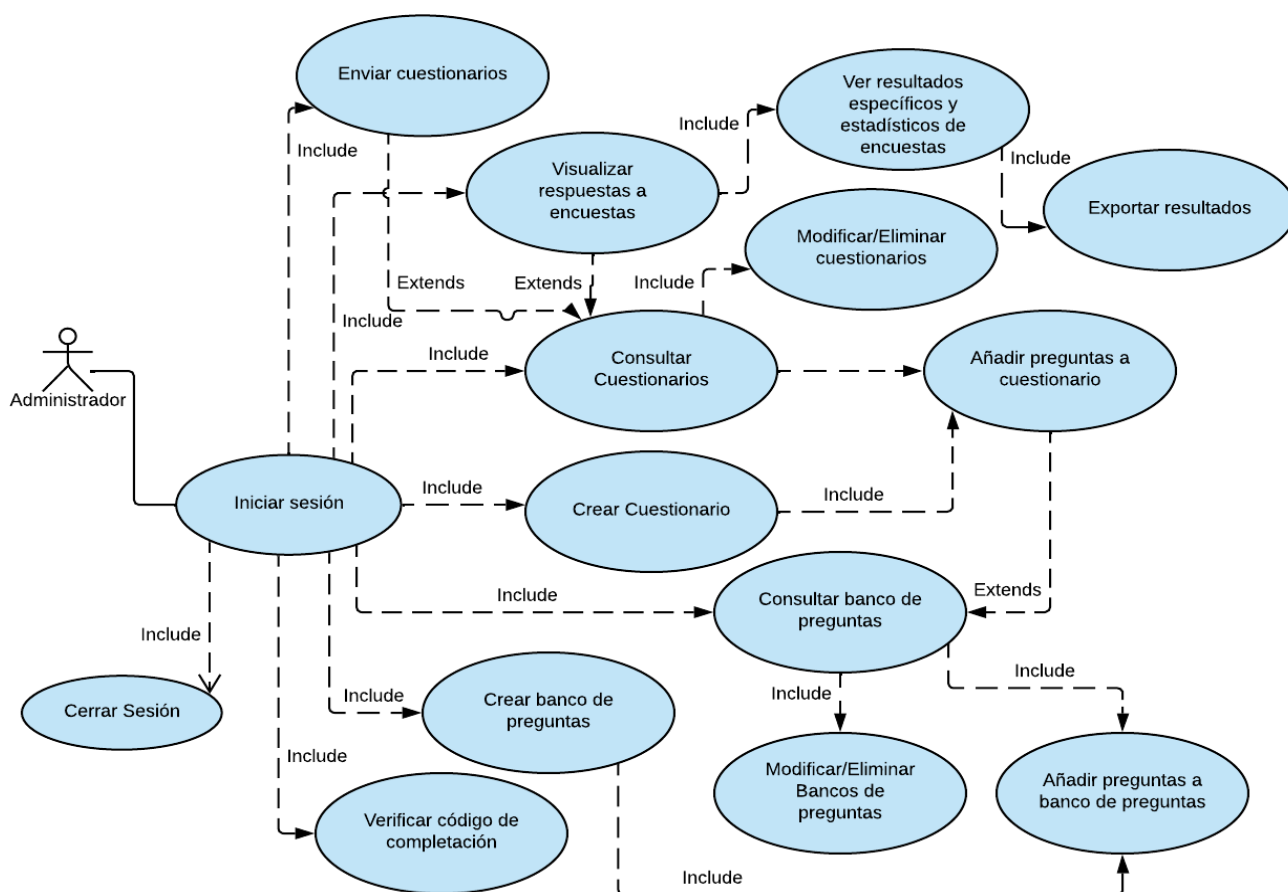 Enviar cuestionarios
Include
Ver resultados
específicos y
estadísticos de
encuestas
Include
Include
Visualizar
respuestas a
encuestas
Exportar resultados
Modificar/Eliminar
cuestionarios
Extends
Extends
Include
Include
Administrador
Include
Consultar
Cuestionarios
Añadir preguntas a
cuestionario
Iniciar sesión
Include
Crear Cuestionario
Include
Include
Consultar banco de
preguntas
Extends
Include
Cerrar Sesión
Include
Crear banco de
preguntas
Include
Include
Include
Verificar código de
completación
Modificar/Eliminar
Bancos de
preguntas
Añadir preguntas a
banco de preguntas
Include